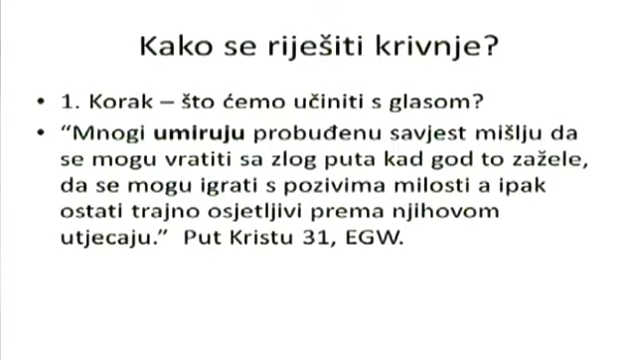 Kako se riješiti krivnje?
• 1. Korak – što ćemo učiniti s glasom?
• “Mnogi umiruju probuđenu savjest mišlju da
se mogu vratiti sa zlog puta kad god to zažele,
da se mogu igrati s pozivima milosti a ipak
ostati trajno osjetljivi prema njihovom
utjecaju.” Put Kristu 31, EGW.